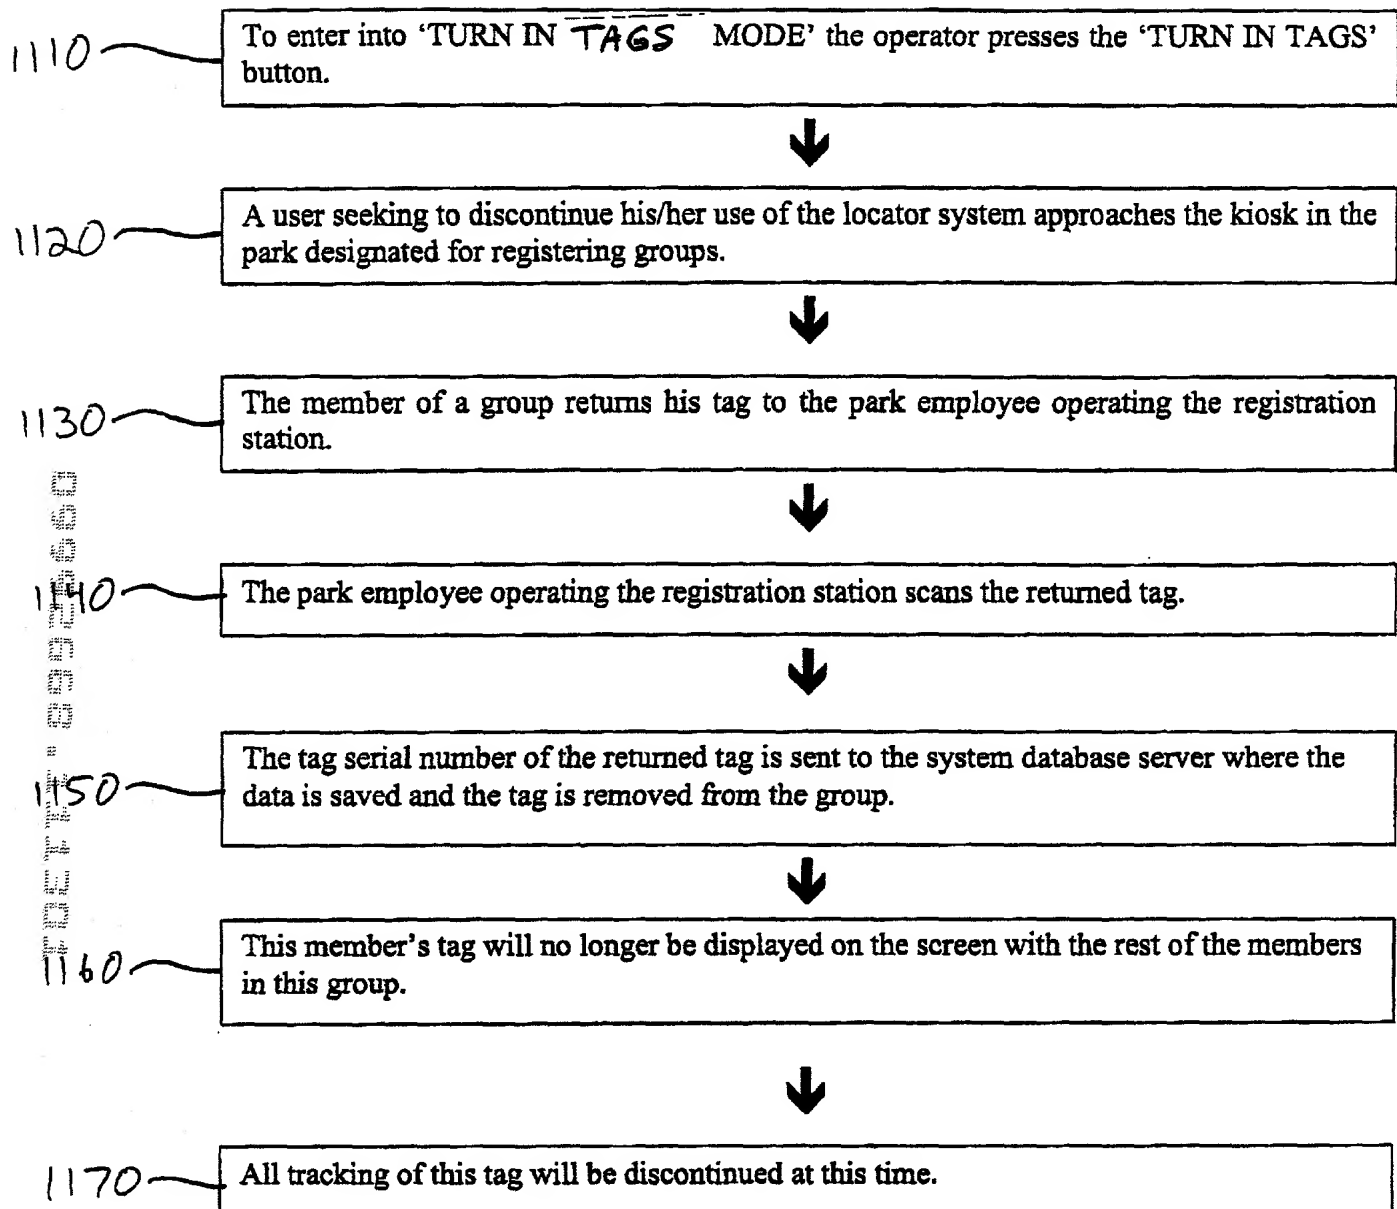 1110
To enter into ‘TURN IN TAGS MODE’ the operator presses the ‘TURN IN TAGS’
button.
1120
A user seeking to discontinue his/her use of the locator system approaches the kiosk in the
park designated for registering groups.
1130
The member of a group returns his tag to the park employee operating the registration
station.
1140
The park employee operating the registration station scans the returned tag.
1150
The tag serial number of the returned tag is sent to the system database server where the
data is saved and the tag is removed from the group.
1160
This member’s tag will no longer be displayed on the screen with the rest of the members
in this group.
1170
All tracking of this tag will be discontinued at this time.